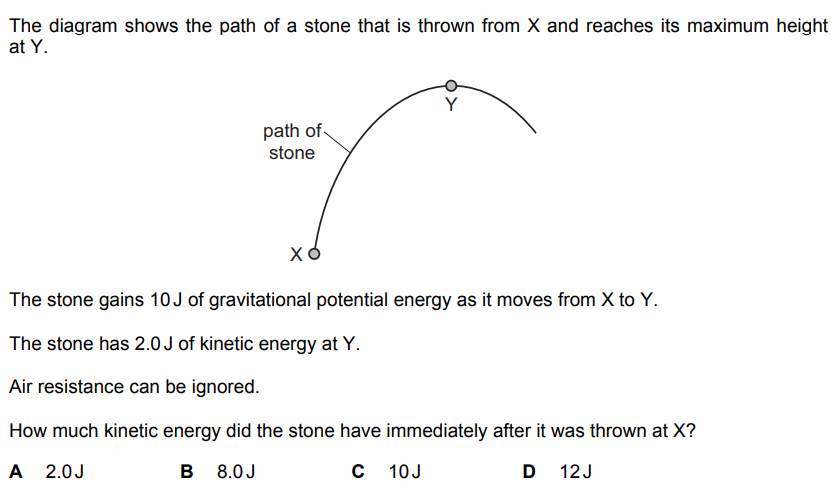 The diagram shows the path of a stone that is thrown from X and reaches its maximum height
at Y.
Y
path of
stone
X
The stone gains 10 J of gravitational potential energy as it moves from X to Y.
The stone has 2.0 J of kinetic energy at Y.
Air resistance can be ignored.
How much kinetic energy did the stone have immediately after it was thrown at X?
A 2.0 J B 8.0 J C 10 J D 12 J